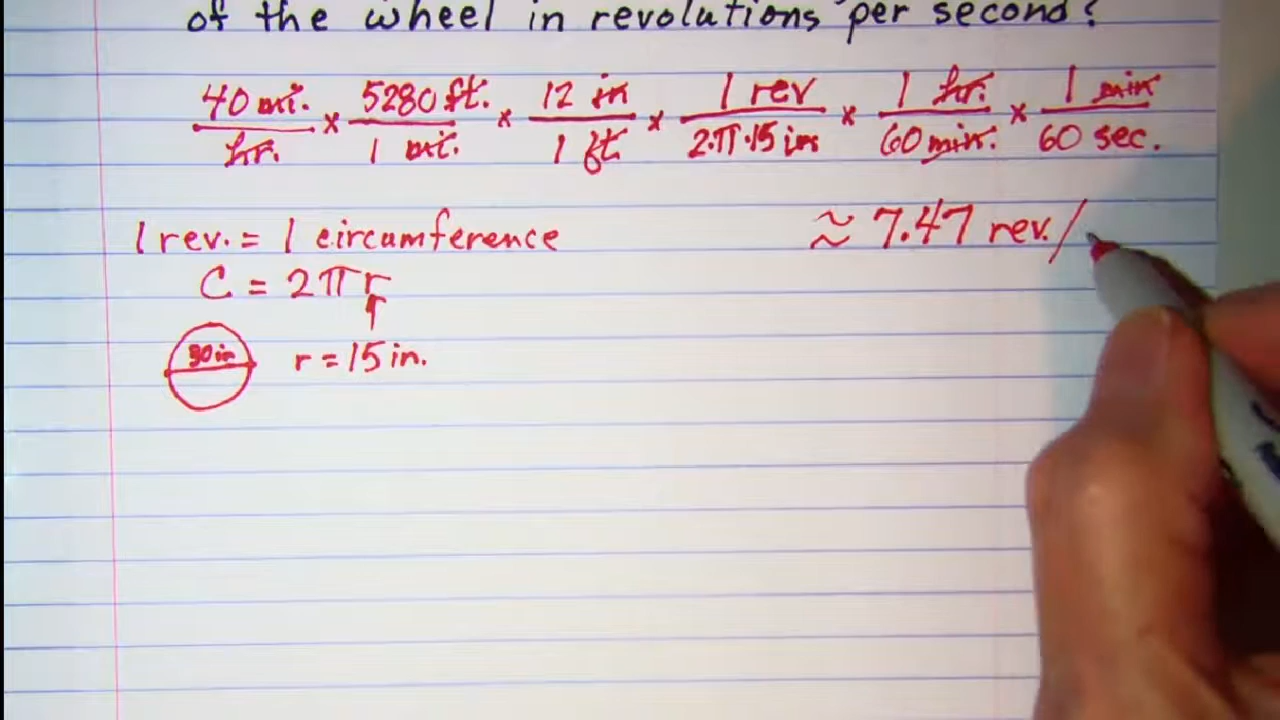 of the wheel in revolutions per second?
40 mi. / hr. × 5280 ft. / 1 mi. × 12 in / 1 ft × 1 rev / 2·π·15 in × 1 hr. / 60 min. × 1 min / 60 sec.
1 rev. = 1 circumference
≈ 7.47 rev. /
C = 2πr
30 in
r = 15 in.